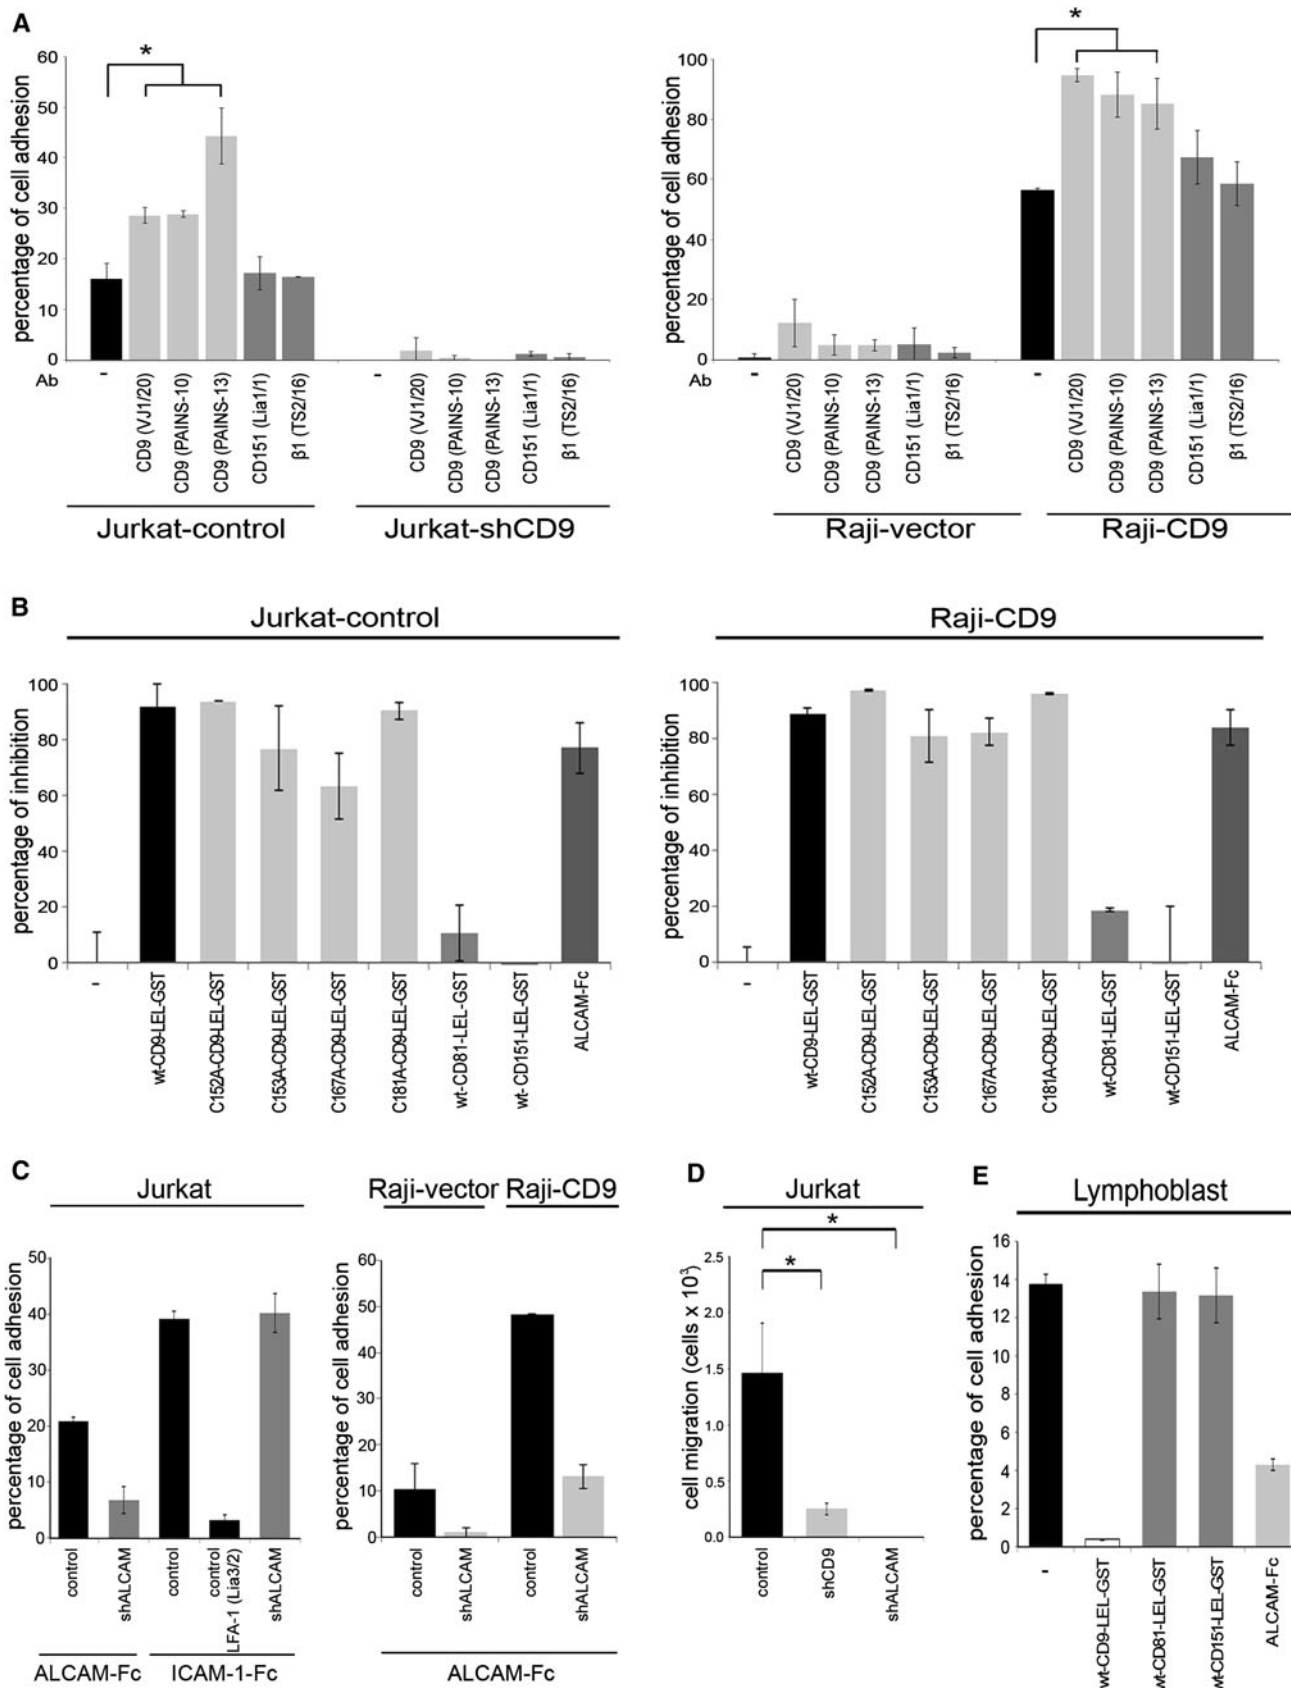 A
percentage of cell adhesion
60
50
40
30
20
10
0
*
Ab
-
CD9 (VJ1/20)
CD9 (PAINS-10)
CD9 (PAINS-13)
CD151 (Lia1/1)
β1 (TS2/16)
-
CD9 (VJ1/20)
CD9 (PAINS-10)
CD9 (PAINS-13)
CD151 (Lia1/1)
β1 (TS2/16)
Jurkat-control
Jurkat-shCD9
percentage of cell adhesion
100
80
60
40
20
0
*
Ab
-
CD9 (VJ1/20)
CD9 (PAINS-10)
CD9 (PAINS-13)
CD151 (Lia1/1)
β1 (TS2/16)
-
CD9 (VJ1/20)
CD9 (PAINS-10)
CD9 (PAINS-13)
CD151 (Lia1/1)
β1 (TS2/16)
Raji-vector
Raji-CD9
B
Jurkat-control
percentage of inhibition
100
80
60
40
20
0
-
wt-CD9-LEL-GST
C152A-CD9-LEL-GST
C153A-CD9-LEL-GST
C167A-CD9-LEL-GST
C181A-CD9-LEL-GST
wt-CD81-LEL-GST
wt-CD151-LEL-GST
ALCAM-Fc
Raji-CD9
percentage of inhibition
100
80
60
40
20
0
-
wt-CD9-LEL-GST
C152A-CD9-LEL-GST
C153A-CD9-LEL-GST
C167A-CD9-LEL-GST
C181A-CD9-LEL-GST
wt-CD81-LEL-GST
wt-CD151-LEL-GST
ALCAM-Fc
C
Jurkat
percentage of cell adhesion
50
40
30
20
10
0
control
shALCAM
control
control
LFA-1 (Lia3/2)
shALCAM
ALCAM-Fc
ICAM-1-Fc
Raji-vector
Raji-CD9
percentage of cell adhesion
60
50
40
30
20
10
0
control
shALCAM
control
shALCAM
ALCAM-Fc
D
Jurkat
*
*
cell migration (cells x 10³)
2.5
2.0
1.5
1.0
0.5
0.0
control
shCD9
shALCAM
E
Lymphoblast
percentage of cell adhesion
16
14
12
10
8
6
4
2
0
-
wt-CD9-LEL-GST
wt-CD81-LEL-GST
wt-CD151-LEL-GST
ALCAM-Fc